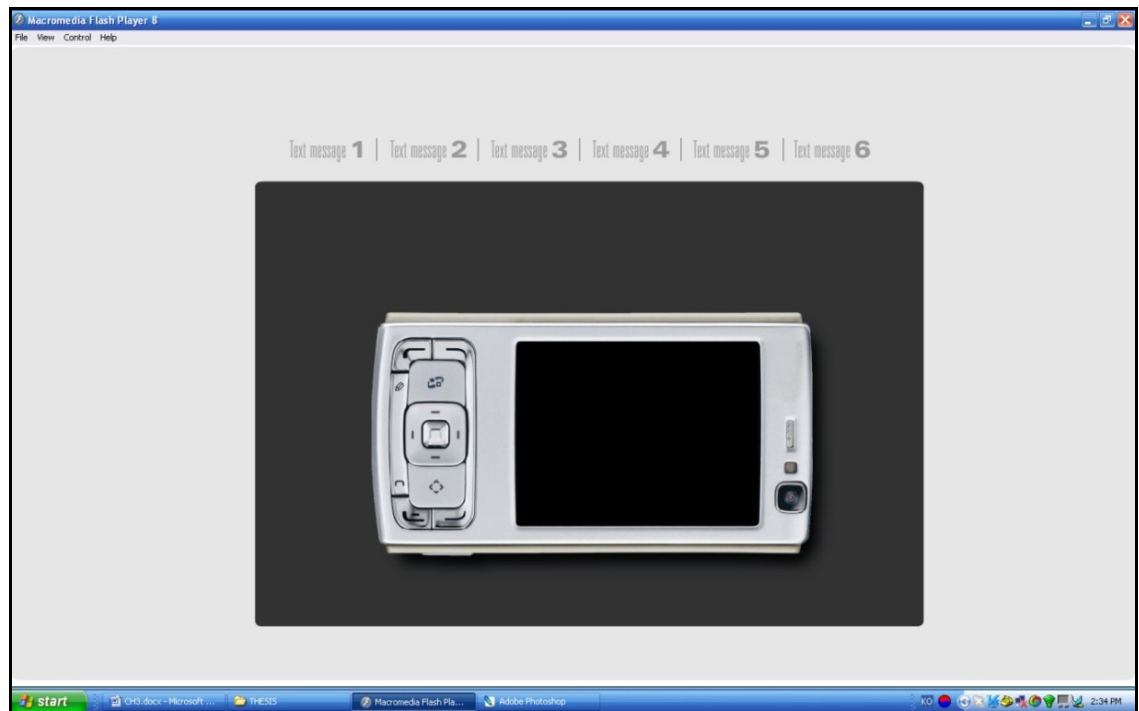 Macromedia Flash Player 8
File View Control Help
Text message 1 | Text message 2 | Text message 3 | Text message 4 | Text message 5 | Text message 6
start CH3.docx - Microsoft ... THESIS Macromedia Flash Pla... Adobe Photoshop KO 2:34 PM